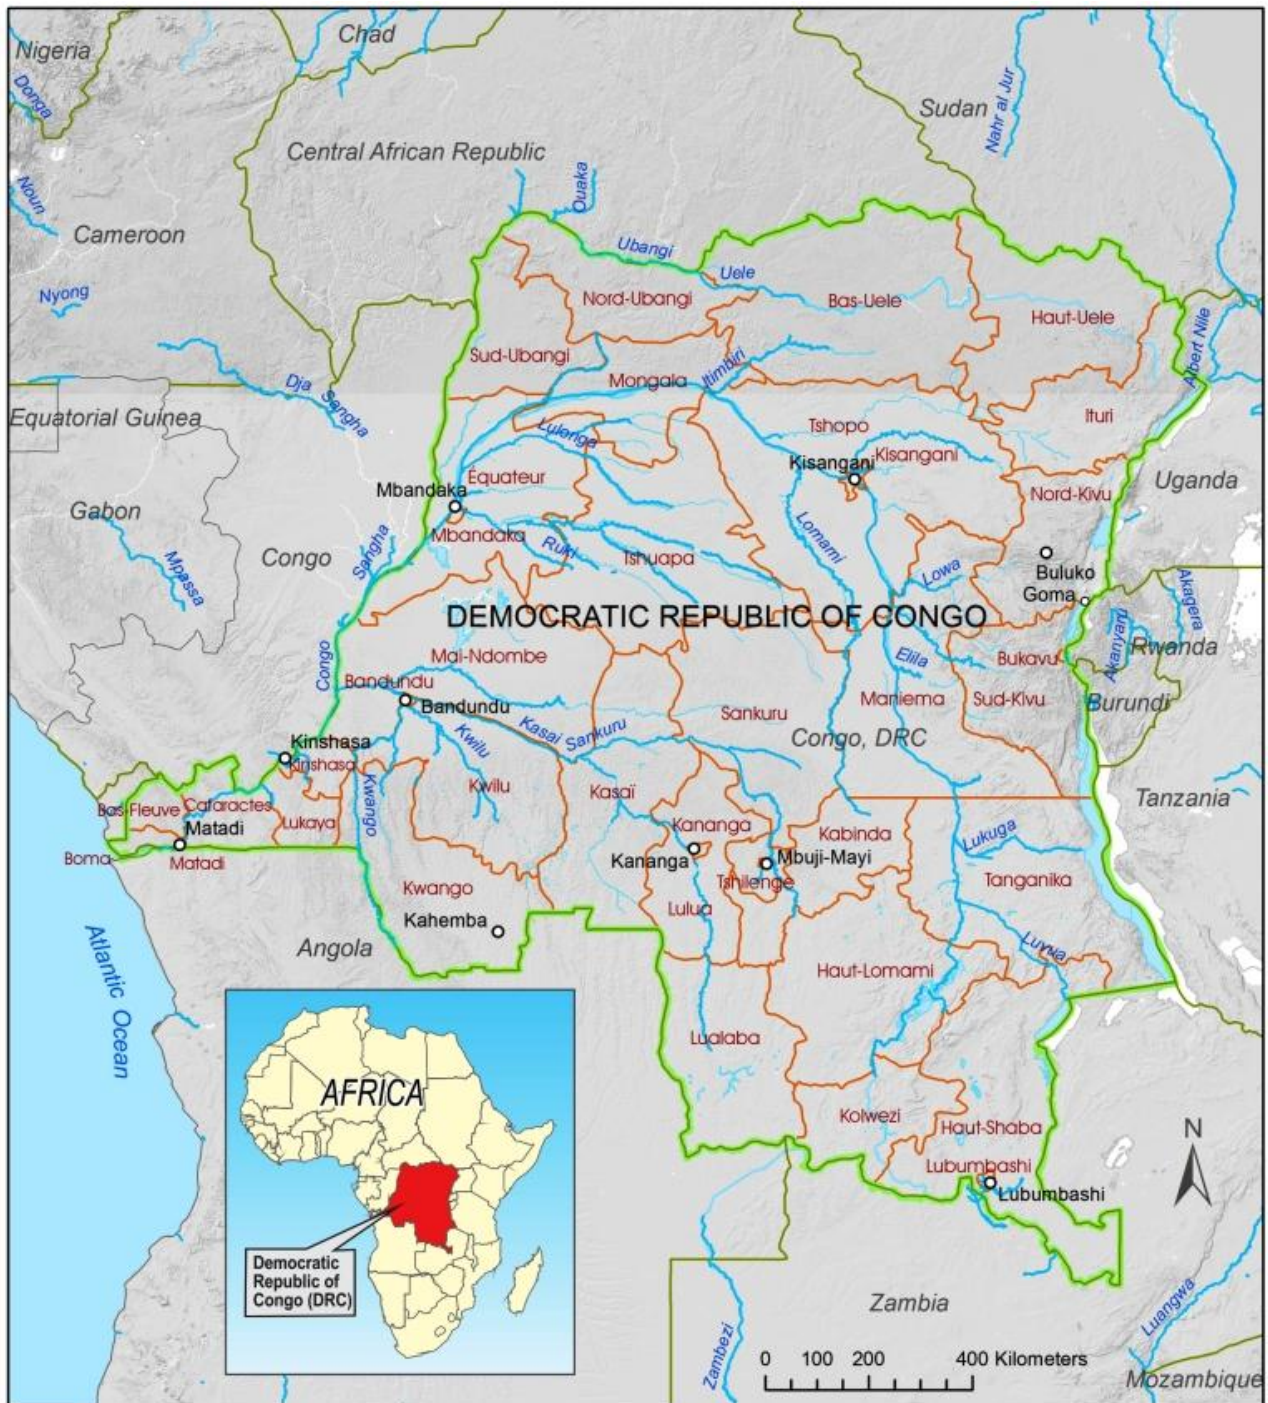 Nigeria
Chad
Donga
Sudan
Nahr al Jur
Central African Republic
Ouaka
Noun
Cameroon
Ubangi
Uele
Nyong
Nord-Ubangi
Bas-Uele
Haut-Uele
Albert Nile
Sud-Ubangi
Mongala
Itimbiri
Dja
Sangha
Equatorial Guinea
Ituri
Lulonga
Tshopo
Kisangani
Kisangani
Équateur
Mbandaka
Nord-Kivu
Uganda
Gabon
Mbandaka
Sangha
Congo
Ruki
Tshuapa
Lomami
Mpassa
Lowa
Buluko
Goma
Akagera
Akanyaru
Rwanda
DEMOCRATIC REPUBLIC OF CONGO
Mai-Ndombe
Elila
Bukavu
Congo
Bandundu
Bandundu
Maniema
Sud-Kivu
Burundi
Sankuru
Kasai
Sankuru
Kwilu
Congo, DRC
Kinshasa
Kinshasa
Kwango
Kwilu
Kasaï
Tanzania
Bas-Fleuve
Cataractes
Lukaya
Matadi
Kananga
Kabinda
Lukuga
Boma
Matadi
Kananga
Mbuji-Mayi
Tshilenge
Tanganika
Kwango
Lulua
Kahemba
Angola
Luvua
Haut-Lomami
Atlantic Ocean
Lualaba
AFRICA
Kolwezi
Haut-Shaba
N
Lubumbashi
Lubumbashi
Democratic
Republic of
Congo (DRC)
Zambia
Luangwa
Zambezi
0 100 200 400 Kilometers
Mozambique